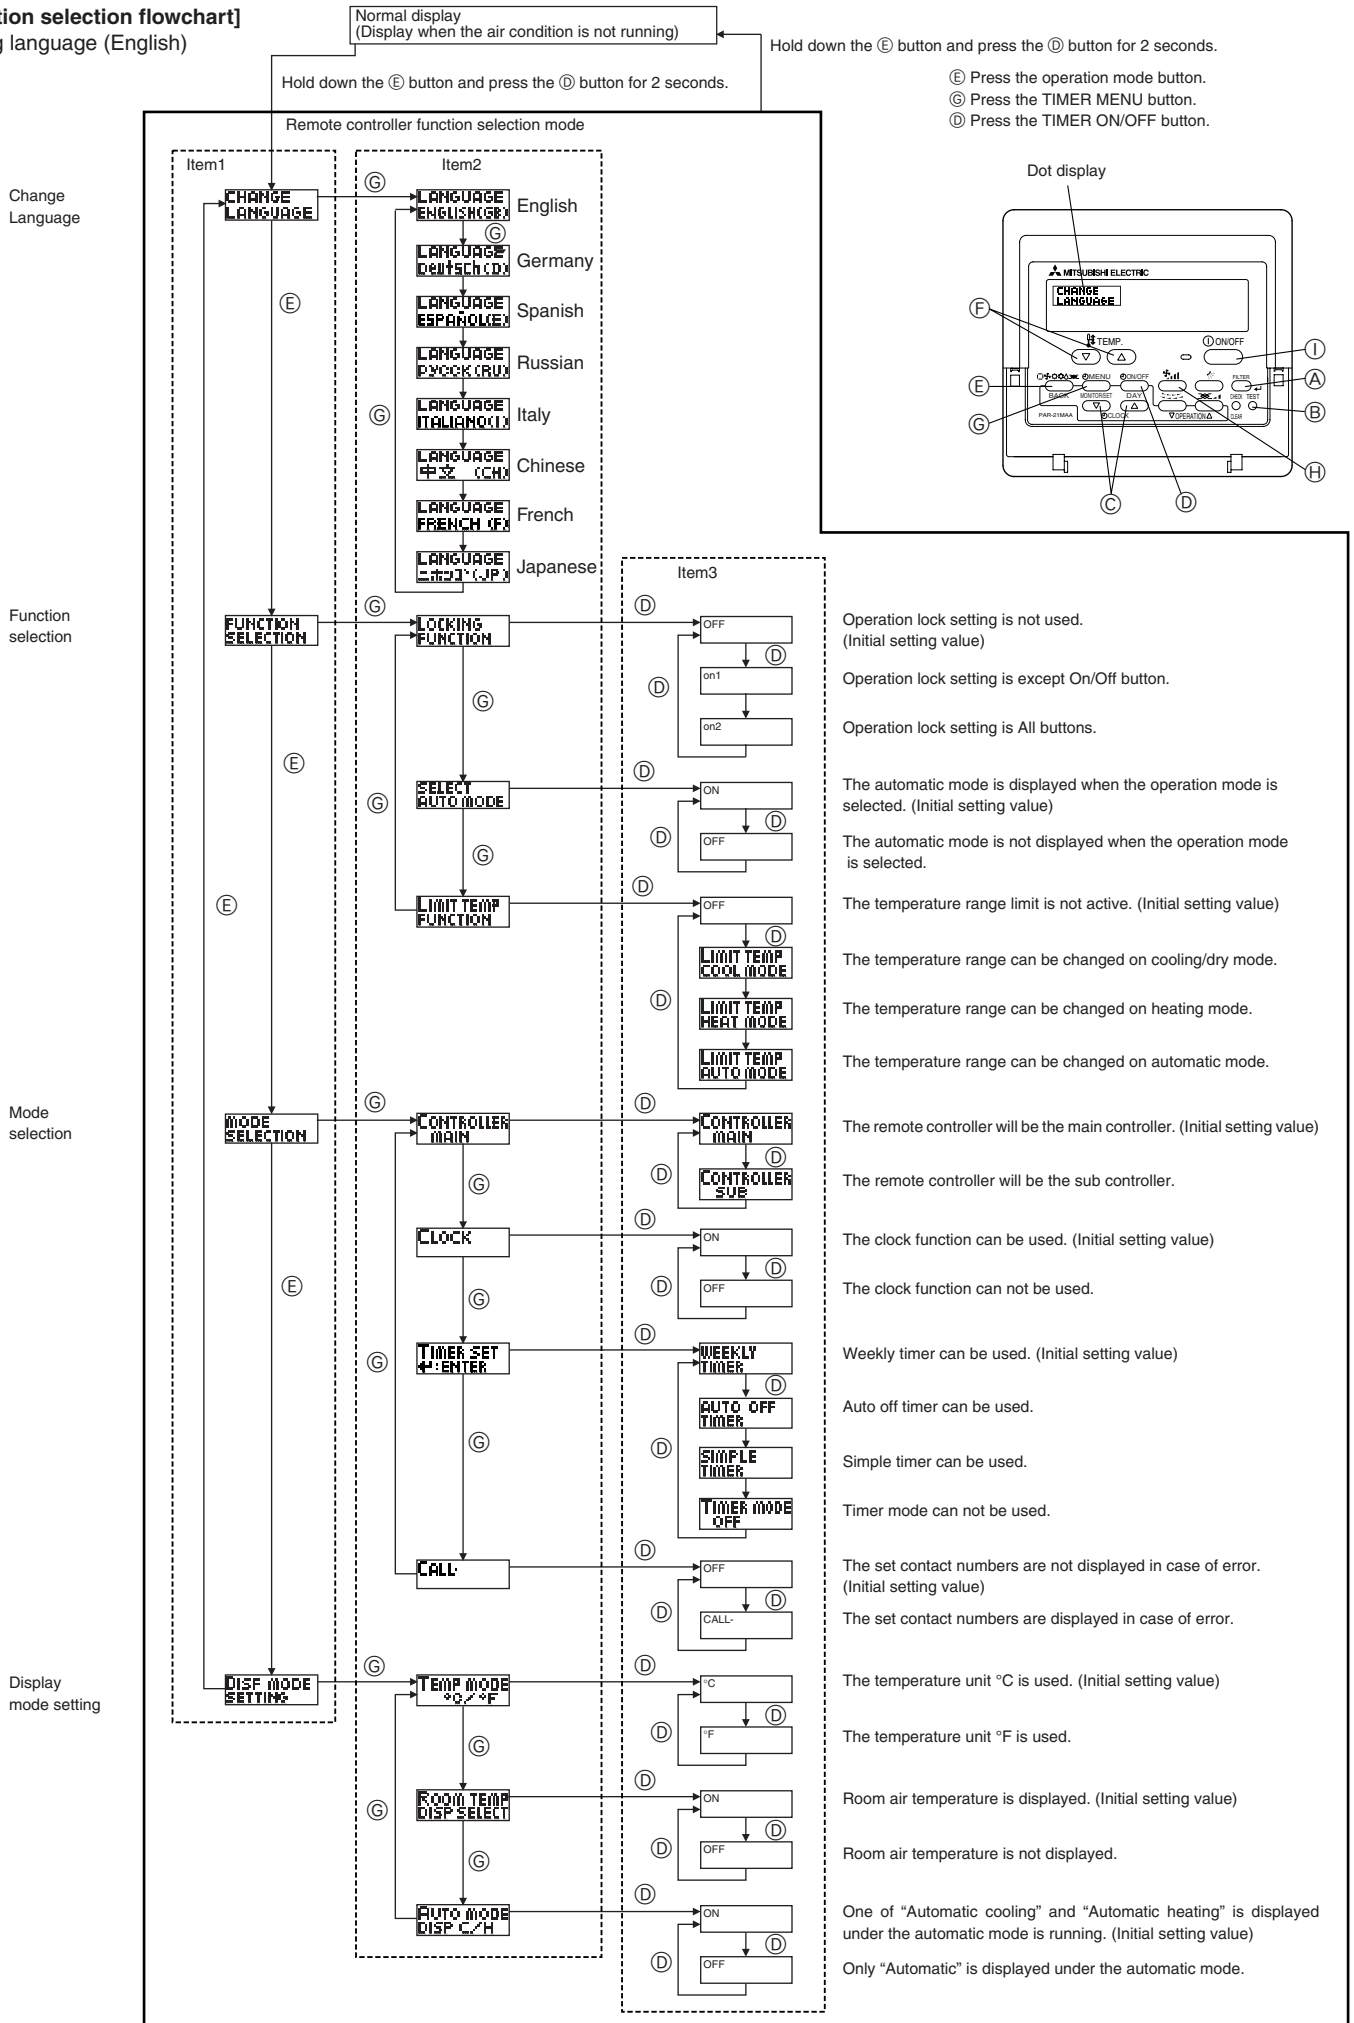 tion selection flowchart]
g language (English)
Normal display
(Display when the air condition is not running)
Hold down the Ⓔ button and press the Ⓓ button for 2 seconds.
Hold down the Ⓔ button and press the Ⓓ button for 2 seconds.
Ⓔ Press the operation mode button.
Ⓖ Press the TIMER MENU button.
Ⓓ Press the TIMER ON/OFF button.
Remote controller function selection mode
Item1
Item2
Dot display
MITSUBISHI ELECTRIC
CHANGE
LANGUAGE
TEMP.
ON/OFF
MENU
ON/OFF
FILTER
BACK
MONITOR/SET
DAY
CHECK
TEST
PAR-21MAA
CLOCK
▽OPERATION△
CLEAR
Ⓕ
Ⓔ
Ⓖ
Ⓘ
Ⓐ
Ⓑ
Ⓗ
Ⓒ
Ⓓ
Change
Language
CHANGE
LANGUAGE
Ⓖ
LANGUAGE
ENGLISH(GB)
English
Ⓖ
LANGUAGE
Deutsch(D)
Germany
Ⓔ
LANGUAGE
ESPAÑOL(E)
Spanish
LANGUAGE
РУССК(RU)
Russian
Ⓖ
LANGUAGE
ITALIANO(I)
Italy
LANGUAGE
中文 (CH)
Chinese
LANGUAGE
FRENCH (F)
French
LANGUAGE
ニホンゴ(JP)
Japanese
Item3
Function
selection
FUNCTION
SELECTION
Ⓖ
LOCKING
FUNCTION
Ⓓ
OFF
Operation lock setting is not used.
(Initial setting value)
Ⓓ
Ⓓ
on1
Operation lock setting is except On/Off button.
Ⓖ
on2
Operation lock setting is All buttons.
Ⓔ
Ⓖ
SELECT
AUTO MODE
Ⓓ
ON
The automatic mode is displayed when the operation mode is
selected. (Initial setting value)
Ⓓ
Ⓓ
OFF
The automatic mode is not displayed when the operation mode
is selected.
Ⓖ
Ⓔ
LIMIT TEMP
FUNCTION
Ⓓ
OFF
The temperature range limit is not active. (Initial setting value)
Ⓓ
LIMIT TEMP
COOL MODE
The temperature range can be changed on cooling/dry mode.
Ⓓ
LIMIT TEMP
HEAT MODE
The temperature range can be changed on heating mode.
LIMIT TEMP
AUTO MODE
The temperature range can be changed on automatic mode.
Mode
selection
MODE
SELECTION
Ⓖ
CONTROLLER
MAIN
Ⓓ
CONTROLLER
MAIN
The remote controller will be the main controller. (Initial setting value)
Ⓓ
Ⓓ
CONTROLLER
SUB
The remote controller will be the sub controller.
Ⓖ
CLOCK
Ⓓ
ON
The clock function can be used. (Initial setting value)
Ⓓ
Ⓔ
Ⓓ
OFF
The clock function can not be used.
Ⓖ
Ⓖ
TIMER SET
↵:ENTER
Ⓓ
WEEKLY
TIMER
Weekly timer can be used. (Initial setting value)
Ⓓ
AUTO OFF
TIMER
Auto off timer can be used.
Ⓖ
Ⓓ
SIMPLE
TIMER
Simple timer can be used.
TIMER MODE
OFF
Timer mode can not be used.
CALL-
Ⓓ
OFF
The set contact numbers are not displayed in case of error.
(Initial setting value)
Ⓓ
Ⓓ
CALL-
The set contact numbers are displayed in case of error.
Display
mode setting
DISP MODE
SETTING
Ⓖ
TEMP MODE
°C/°F
Ⓓ
°C
The temperature unit °C is used. (Initial setting value)
Ⓓ
Ⓓ
°F
The temperature unit °F is used.
Ⓖ
Ⓖ
ROOM TEMP
DISP SELECT
Ⓓ
ON
Room air temperature is displayed. (Initial setting value)
Ⓓ
Ⓓ
OFF
Room air temperature is not displayed.
Ⓖ
AUTO MODE
DISP C/H
Ⓓ
ON
One of “Automatic cooling” and “Automatic heating” is displayed
under the automatic mode is running. (Initial setting value)
Ⓓ
Ⓓ
OFF
Only “Automatic” is displayed under the automatic mode.